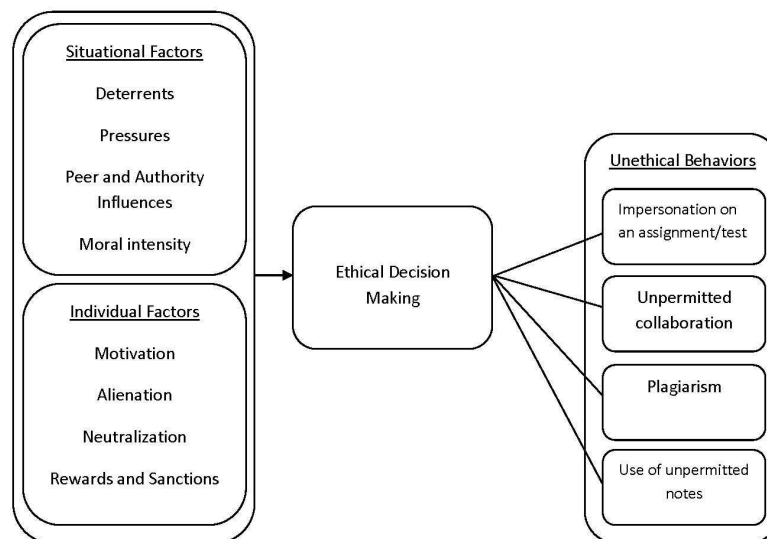 Situational Factors
Deterrents
Pressures
Peer and Authority
Influences
Moral intensity
Individual Factors
Motivation
Alienation
Neutralization
Rewards and Sanctions
Ethical Decision
Making
Unethical Behaviors
Impersonation on
an assignment/test
Unpermitted
collaboration
Plagiarism
Use of unpermitted
notes